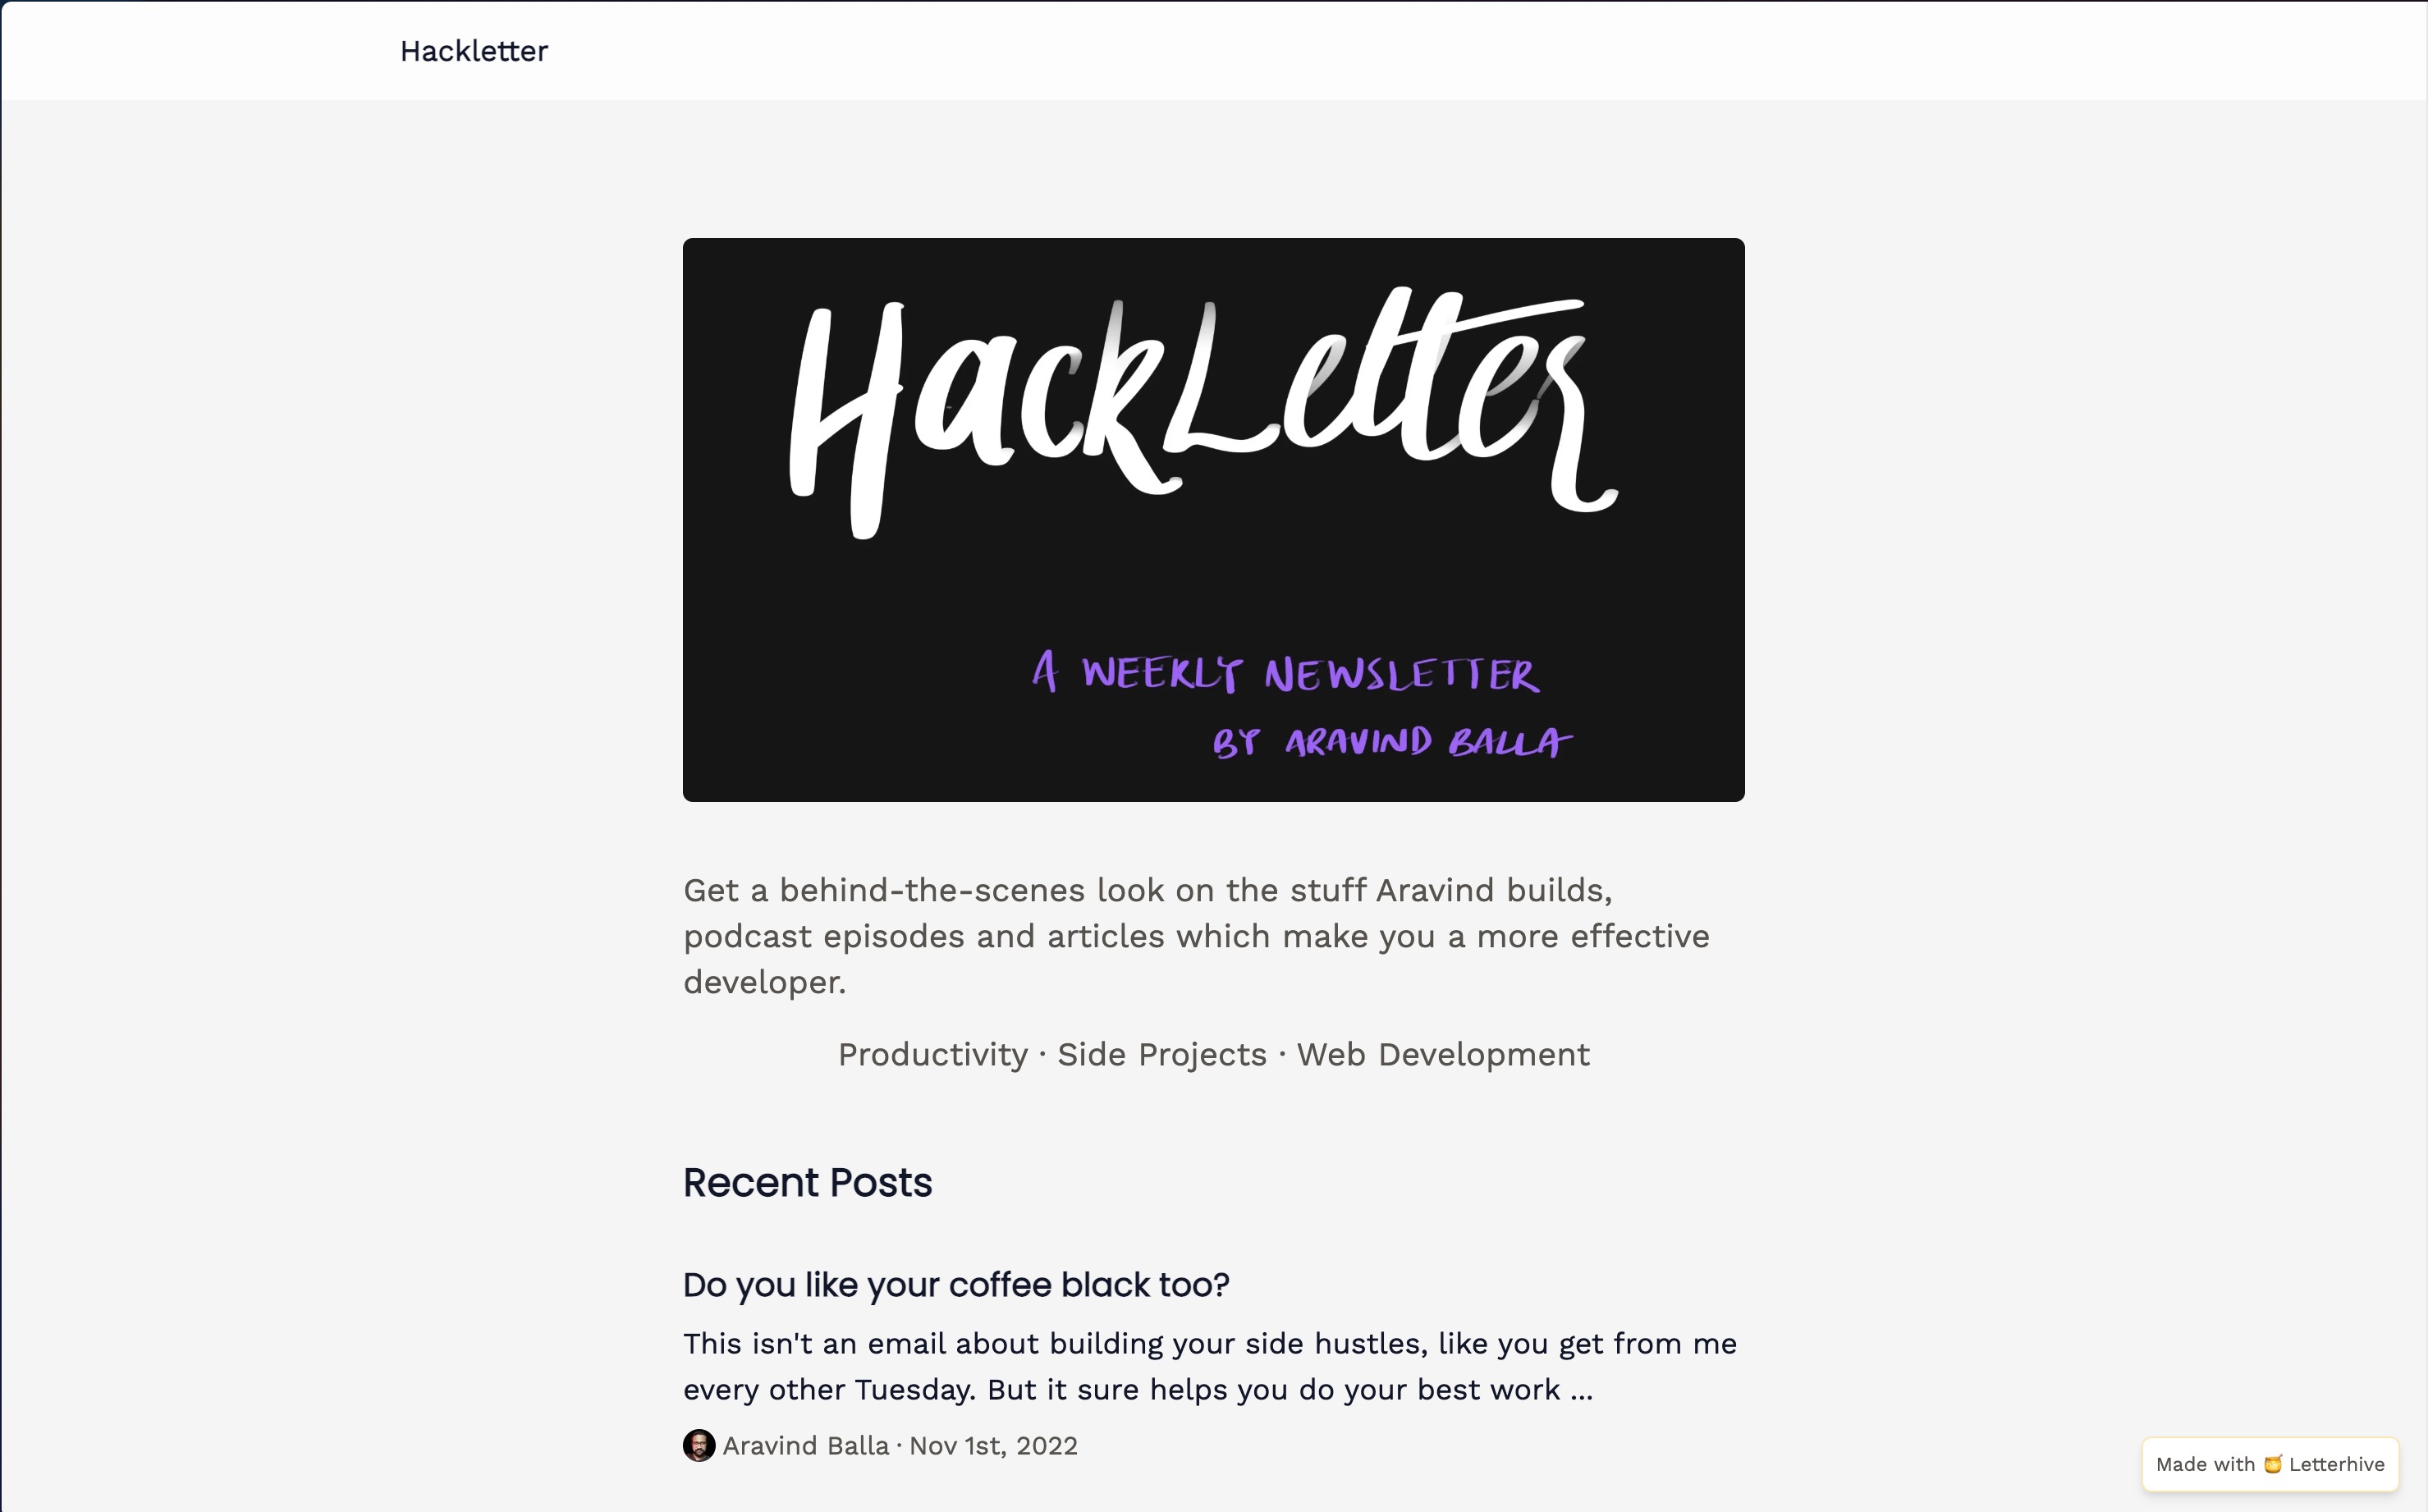 Hackletter
HackLetter
A WEEKLY NEWSLETTER
BY ARAVIND BALLA
Get a behind-the-scenes look on the stuff Aravind builds,
podcast episodes and articles which make you a more effective
developer.
Productivity · Side Projects · Web Development
Recent Posts
Do you like your coffee black too?
This isn't an email about building your side hustles, like you get from me
every other Tuesday. But it sure helps you do your best work ...
Aravind Balla · Nov 1st, 2022
Made with 🍯 Letterhive